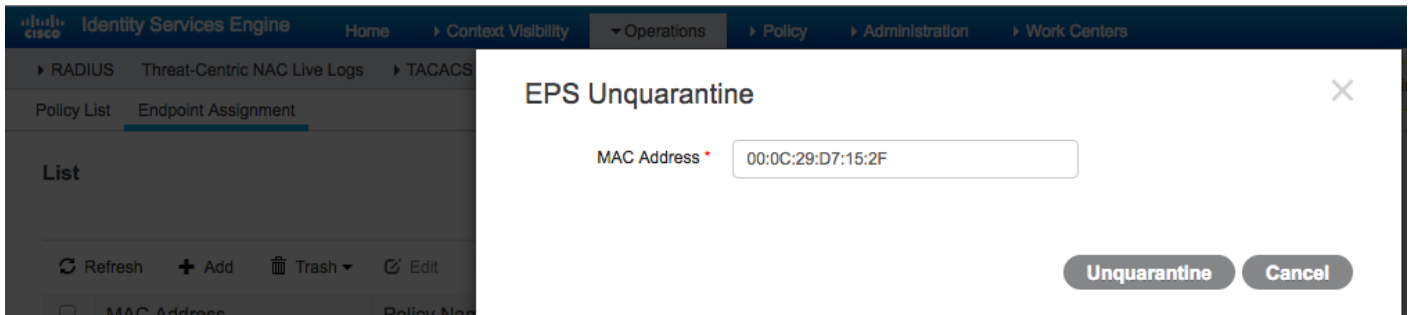 cisco Identity Services Engine Home Context Visibility Operations Policy Administration Work Centers
RADIUS Threat-Centric NAC Live Logs TACACS
Policy List Endpoint Assignment
EPS Unquarantine
MAC Address * 00:0C:29:D7:15:2F
List
Refresh Add Trash Edit
Unquarantine Cancel
MAC Address Policy Nam